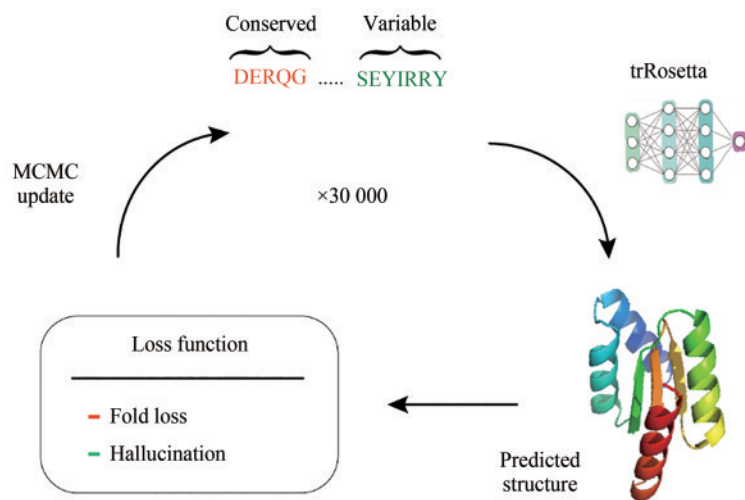 Conserved Variable
DERQG ..... SEYIRRY
trRosetta
MCMC
update
×30 000
Loss function
Fold loss
Hallucination
Predicted
structure